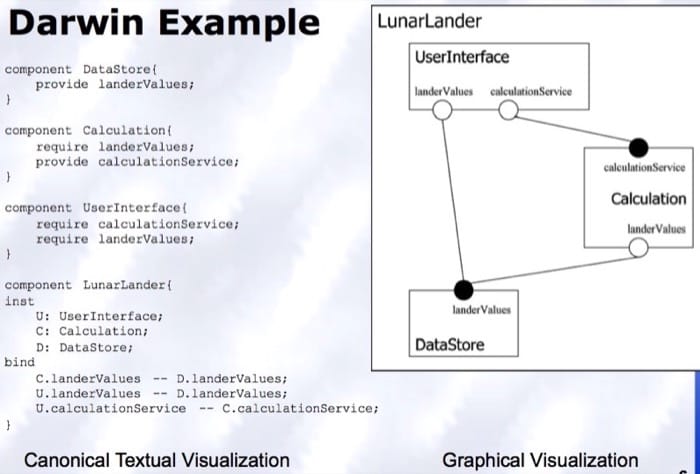 Darwin Example
component DataStore{
    provide landerValues;
}
component Calculation{
    require landerValues;
    provide calculationService;
}
component UserInterface{
    require calculationService;
    require landerValues;
}
component LunarLander{
inst
    U: UserInterface;
    C: Calculation;
    D: DataStore;
bind
    C.landerValues -- D.landerValues;
    U.landerValues -- D.landerValues;
    U.calculationService -- C.calculationService;
}
Canonical Textual Visualization
LunarLander
UserInterface
landerValues calculationService
calculationService
Calculation
landerValues
landerValues
DataStore
Graphical Visualization